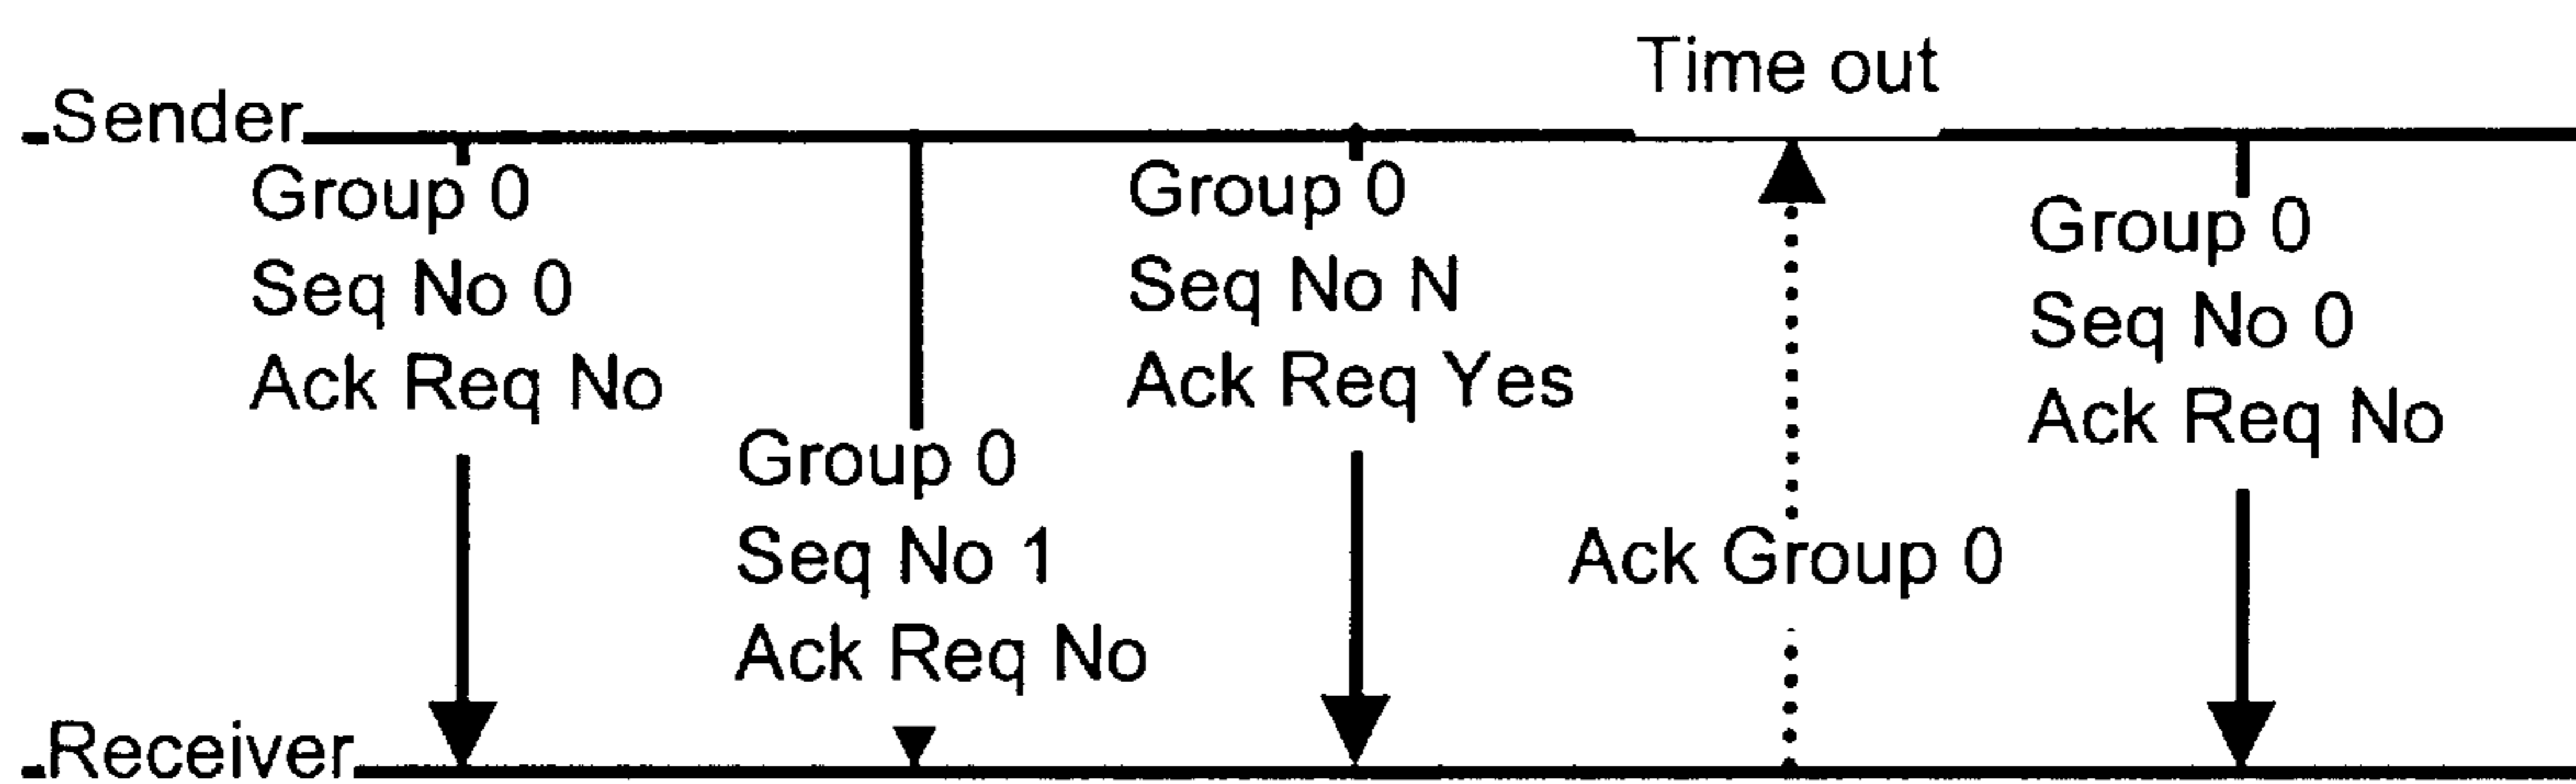 Time out
Sender
Group 0
Seq No 0
Ack Req No
Group 0
Seq No 1
Ack Req No
Group 0
Seq No N
Ack Req Yes
Ack Group 0
Group 0
Seq No 0
Ack Req No
Receiver